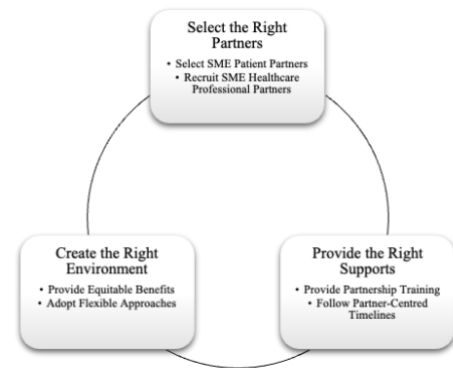 Select the Right
Partners
• Select SME Patient Partners
• Recruit SME Healthcare
Professional Partners
Create the Right
Environment
• Provide Equitable Benefits
• Adopt Flexible Approaches
Provide the Right
Supports
• Provide Partnership Training
• Follow Partner-Centred
Timelines